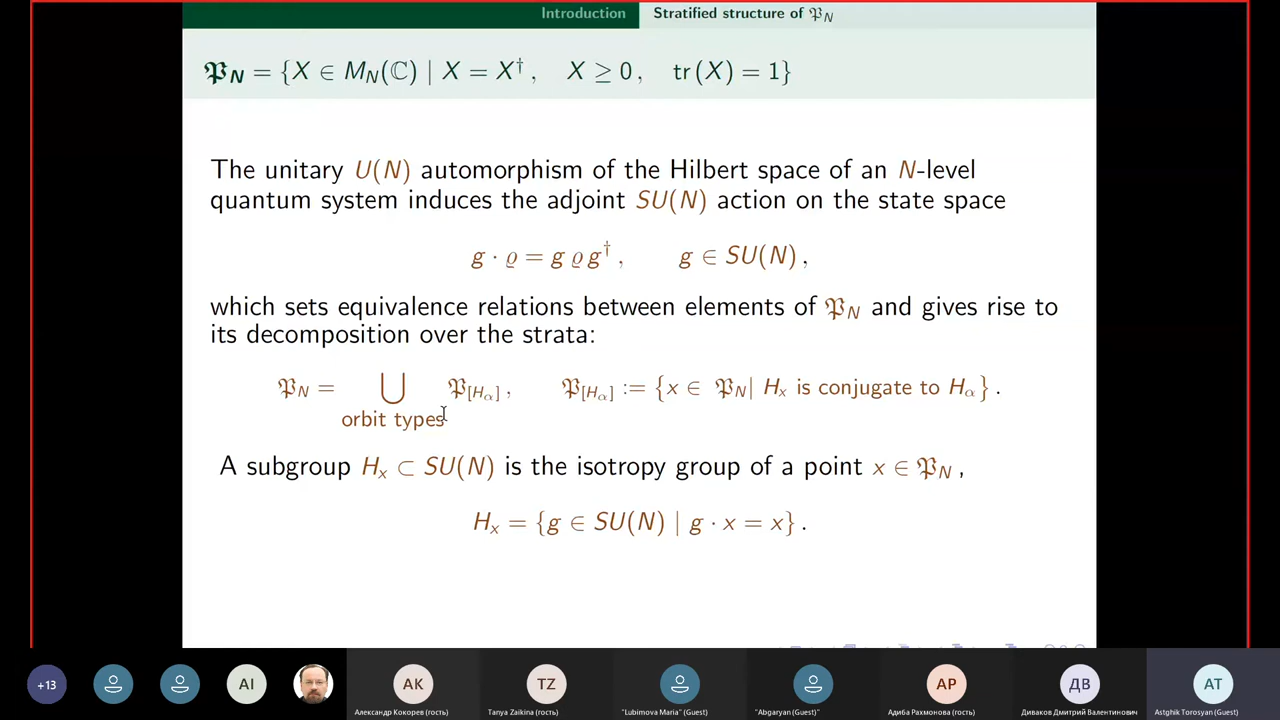 Introduction Stratified structure of 𝔓_N
𝔓_N = {X ∈ M_N(ℂ) | X = X†, X ≥ 0, tr(X) = 1}
The unitary U(N) automorphism of the Hilbert space of an N-level
quantum system induces the adjoint SU(N) action on the state space
g · ϱ = g ϱ g†, g ∈ SU(N),
which sets equivalence relations between elements of 𝔓_N and gives rise to
its decomposition over the strata:
𝔓_N = ⋃ 𝔓_[H_α], 𝔓_[H_α] := {x ∈ 𝔓_N | H_x is conjugate to H_α}.
orbit types
A subgroup H_x ⊂ SU(N) is the isotropy group of a point x ∈ 𝔓_N,
H_x = {g ∈ SU(N) | g · x = x}.
+13 AI AK TZ AP ДВ AT
Александр Кокорев (гость) Tanya Zaikina (гость) "Lubimova Maria" (Guest) "Abgaryan (Guest)" Адиба Рахмонова (гость) Диваков Дмитрий Валентинович Astghik Torosyan (Guest)